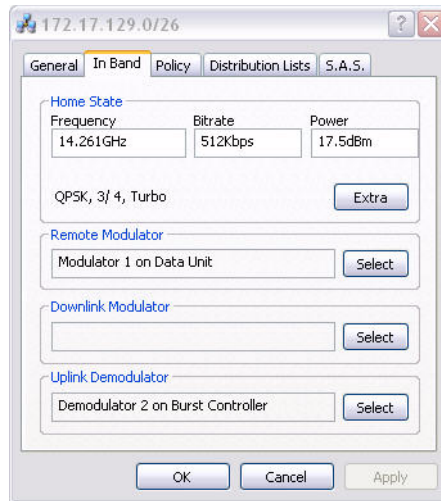 172.17.129.0/26
General In Band Policy Distribution Lists S.A.S.
Home State
Frequency Bitrate Power
14.261GHz 512Kbps 17.5dBm
QPSK, 3/ 4, Turbo Extra
Remote Modulator
Modulator 1 on Data Unit Select
Downlink Modulator
Select
Uplink Demodulator
Demodulator 2 on Burst Controller Select
OK Cancel Apply